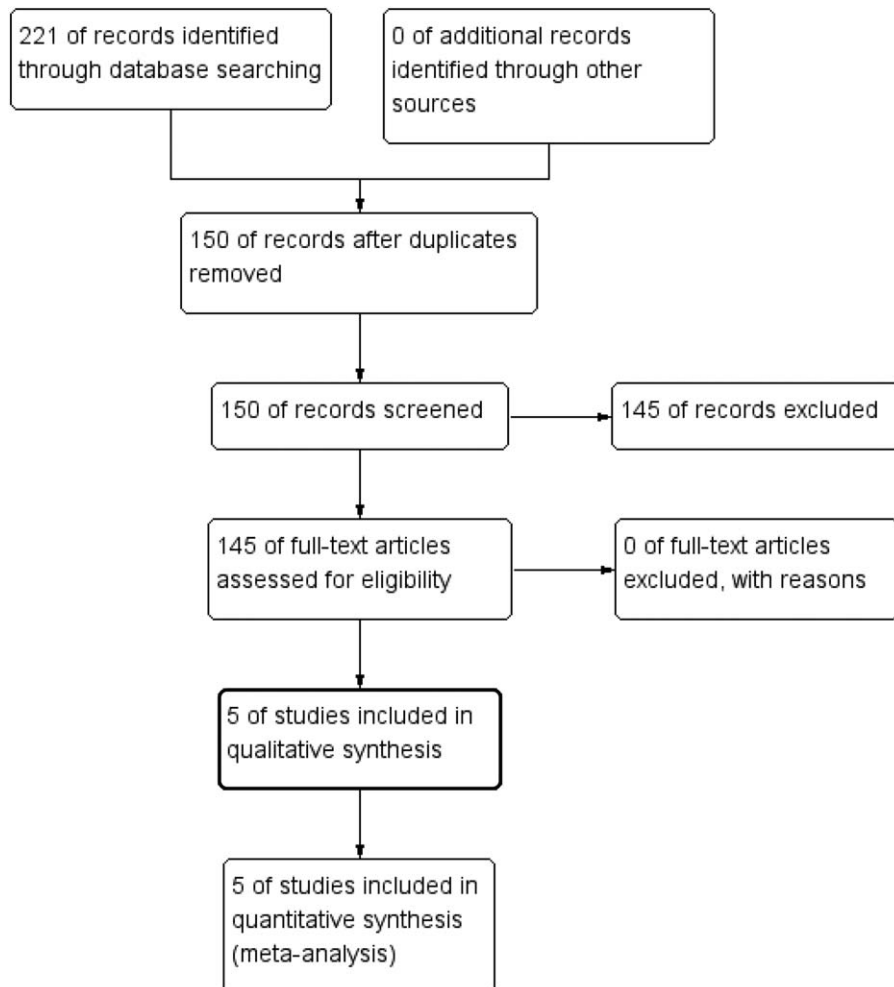 221 of records identified
through database searching
0 of additional records
identified through other
sources
150 of records after duplicates
removed
150 of records screened
145 of records excluded
145 of full-text articles
assessed for eligibility
0 of full-text articles
excluded, with reasons
5 of studies included in
qualitative synthesis
5 of studies included in
quantitative synthesis
(meta-analysis)